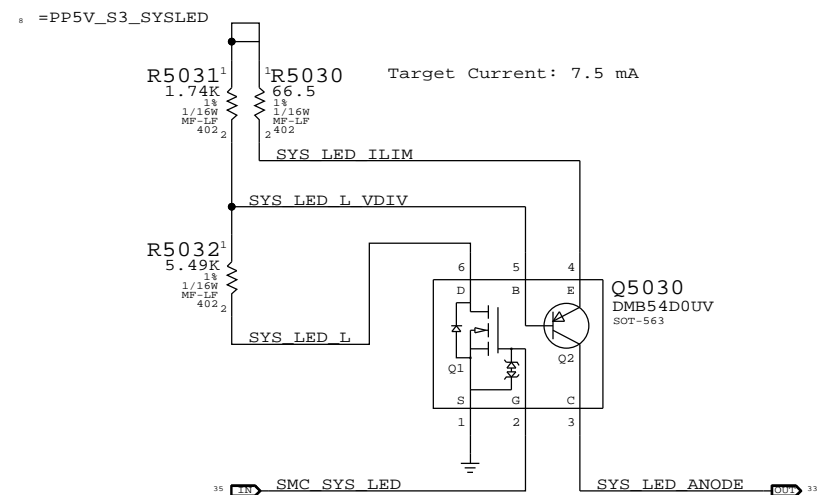 8 =PP5V_S3_SYSLED
R5031 1
1.74K
1%
1/16W
MF-LF
402 2
1 R5030
66.5
1%
1/16W
MF-LF
2 402
Target Current: 7.5 mA
SYS_LED_ILIM
SYS_LED_L_VDIV
R5032 1
5.49K
1%
1/16W
MF-LF
402 2
SYS_LED_L
6 5 4
D B E
Q5030
DMB54D0UV
SOT-563
Q1
Q2
S G C
1 2 3
35 IN SMC_SYS_LED
SYS_LED_ANODE OUT 33